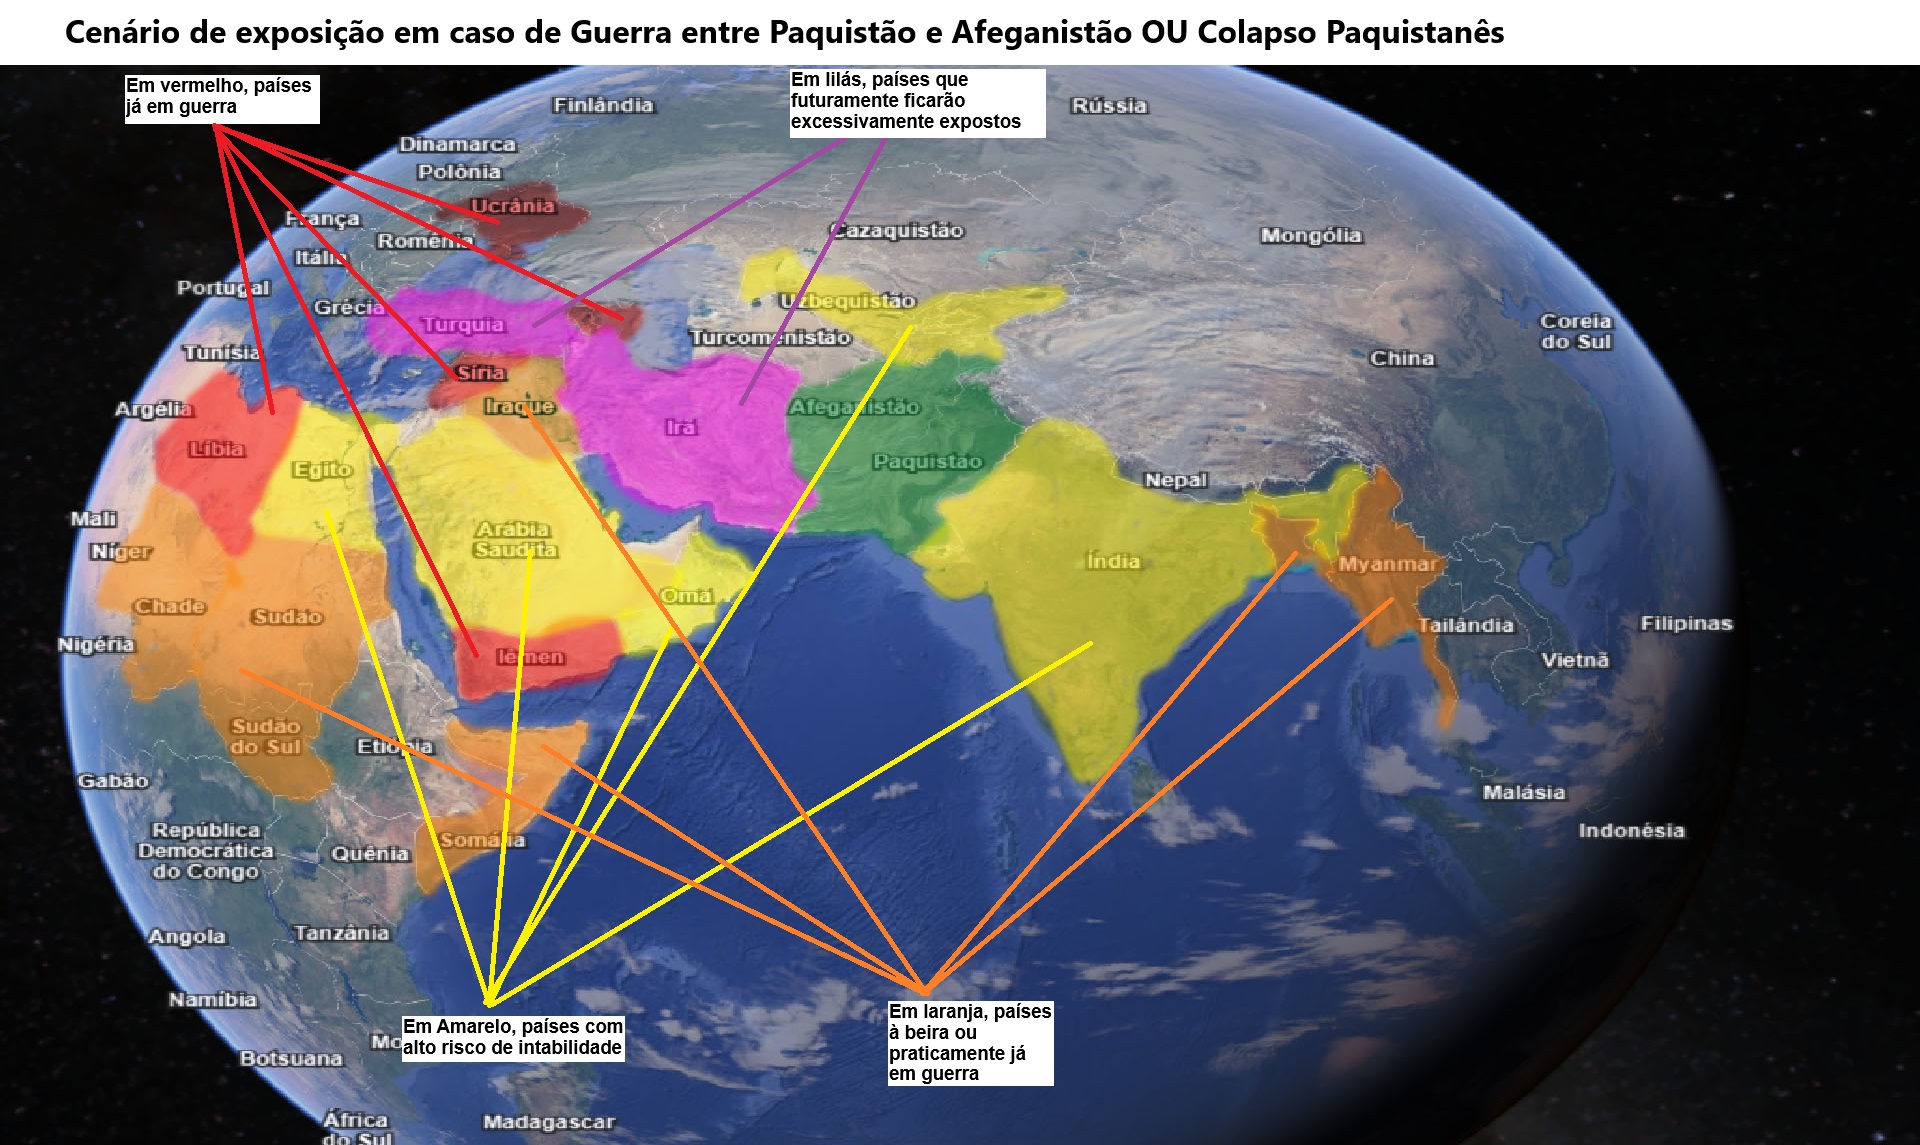 Cenário de exposição em caso de Guerra entre Paquistão e Afeganistão OU Colapso Paquistanês
Em vermelho, países
já em guerra
Em lilás, países que
futuramente ficarão
excessivamente expostos
Finlândia
Rússia
Dinamarca
Polônia
Ucrânia
França
Romênia
Itália
Cazaquistão
Mongólia
Portugal
Grécia
Turquia
Uzbequistão
Turcomenistão
Coreia
do Sul
China
Tunísia
Síria
Argélia
Iraque
Afeganistão
Líbia
Irã
Egito
Paquistão
Nepal
Mali
Níger
Arábia
Saudita
Índia
Myanmar
Chade
Sudão
Omã
Tailândia
Filipinas
Nigéria
Iêmen
Vietnã
Sudão
do Sul
Etiópia
Gabão
Malásia
República
Democrática
do Congo
Quênia
Somália
Indonésia
Angola
Tanzânia
Namíbia
Em Amarelo, países com
alto risco de intabilidade
Em laranja, países
à beira ou
praticamente já
em guerra
Mo
Botsuana
África
do Sul
Madagascar